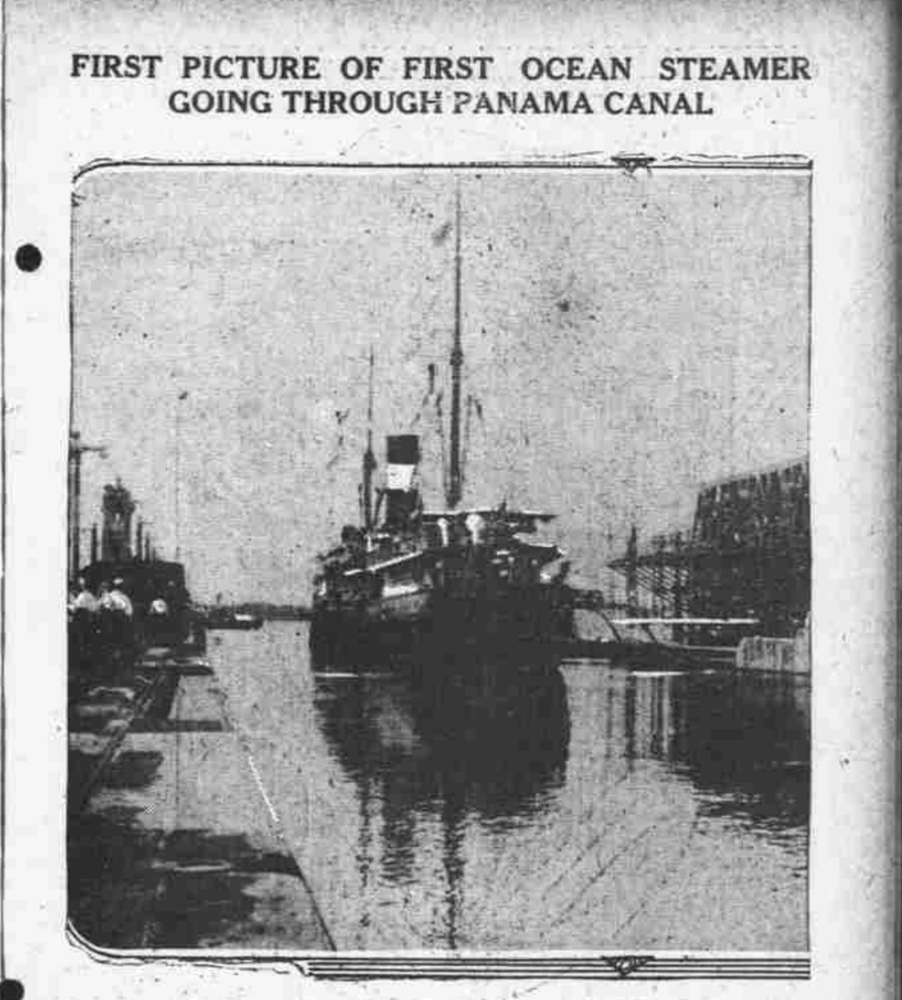 FIRST PICTURE OF FIRST OCEAN STEAMER
GOING THROUGH PANAMA CANAL